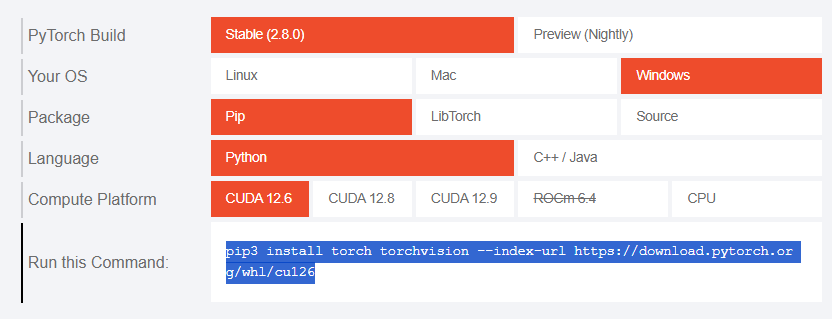 PyTorch Build Stable (2.8.0) Preview (Nightly)
Your OS Linux Mac Windows
Package Pip LibTorch Source
Language Python C++ / Java
Compute Platform CUDA 12.6 CUDA 12.8 CUDA 12.9 ROCm 6.4 CPU
Run this Command: pip3 install torch torchvision --index-url https://download.pytorch.or
g/whl/cu126